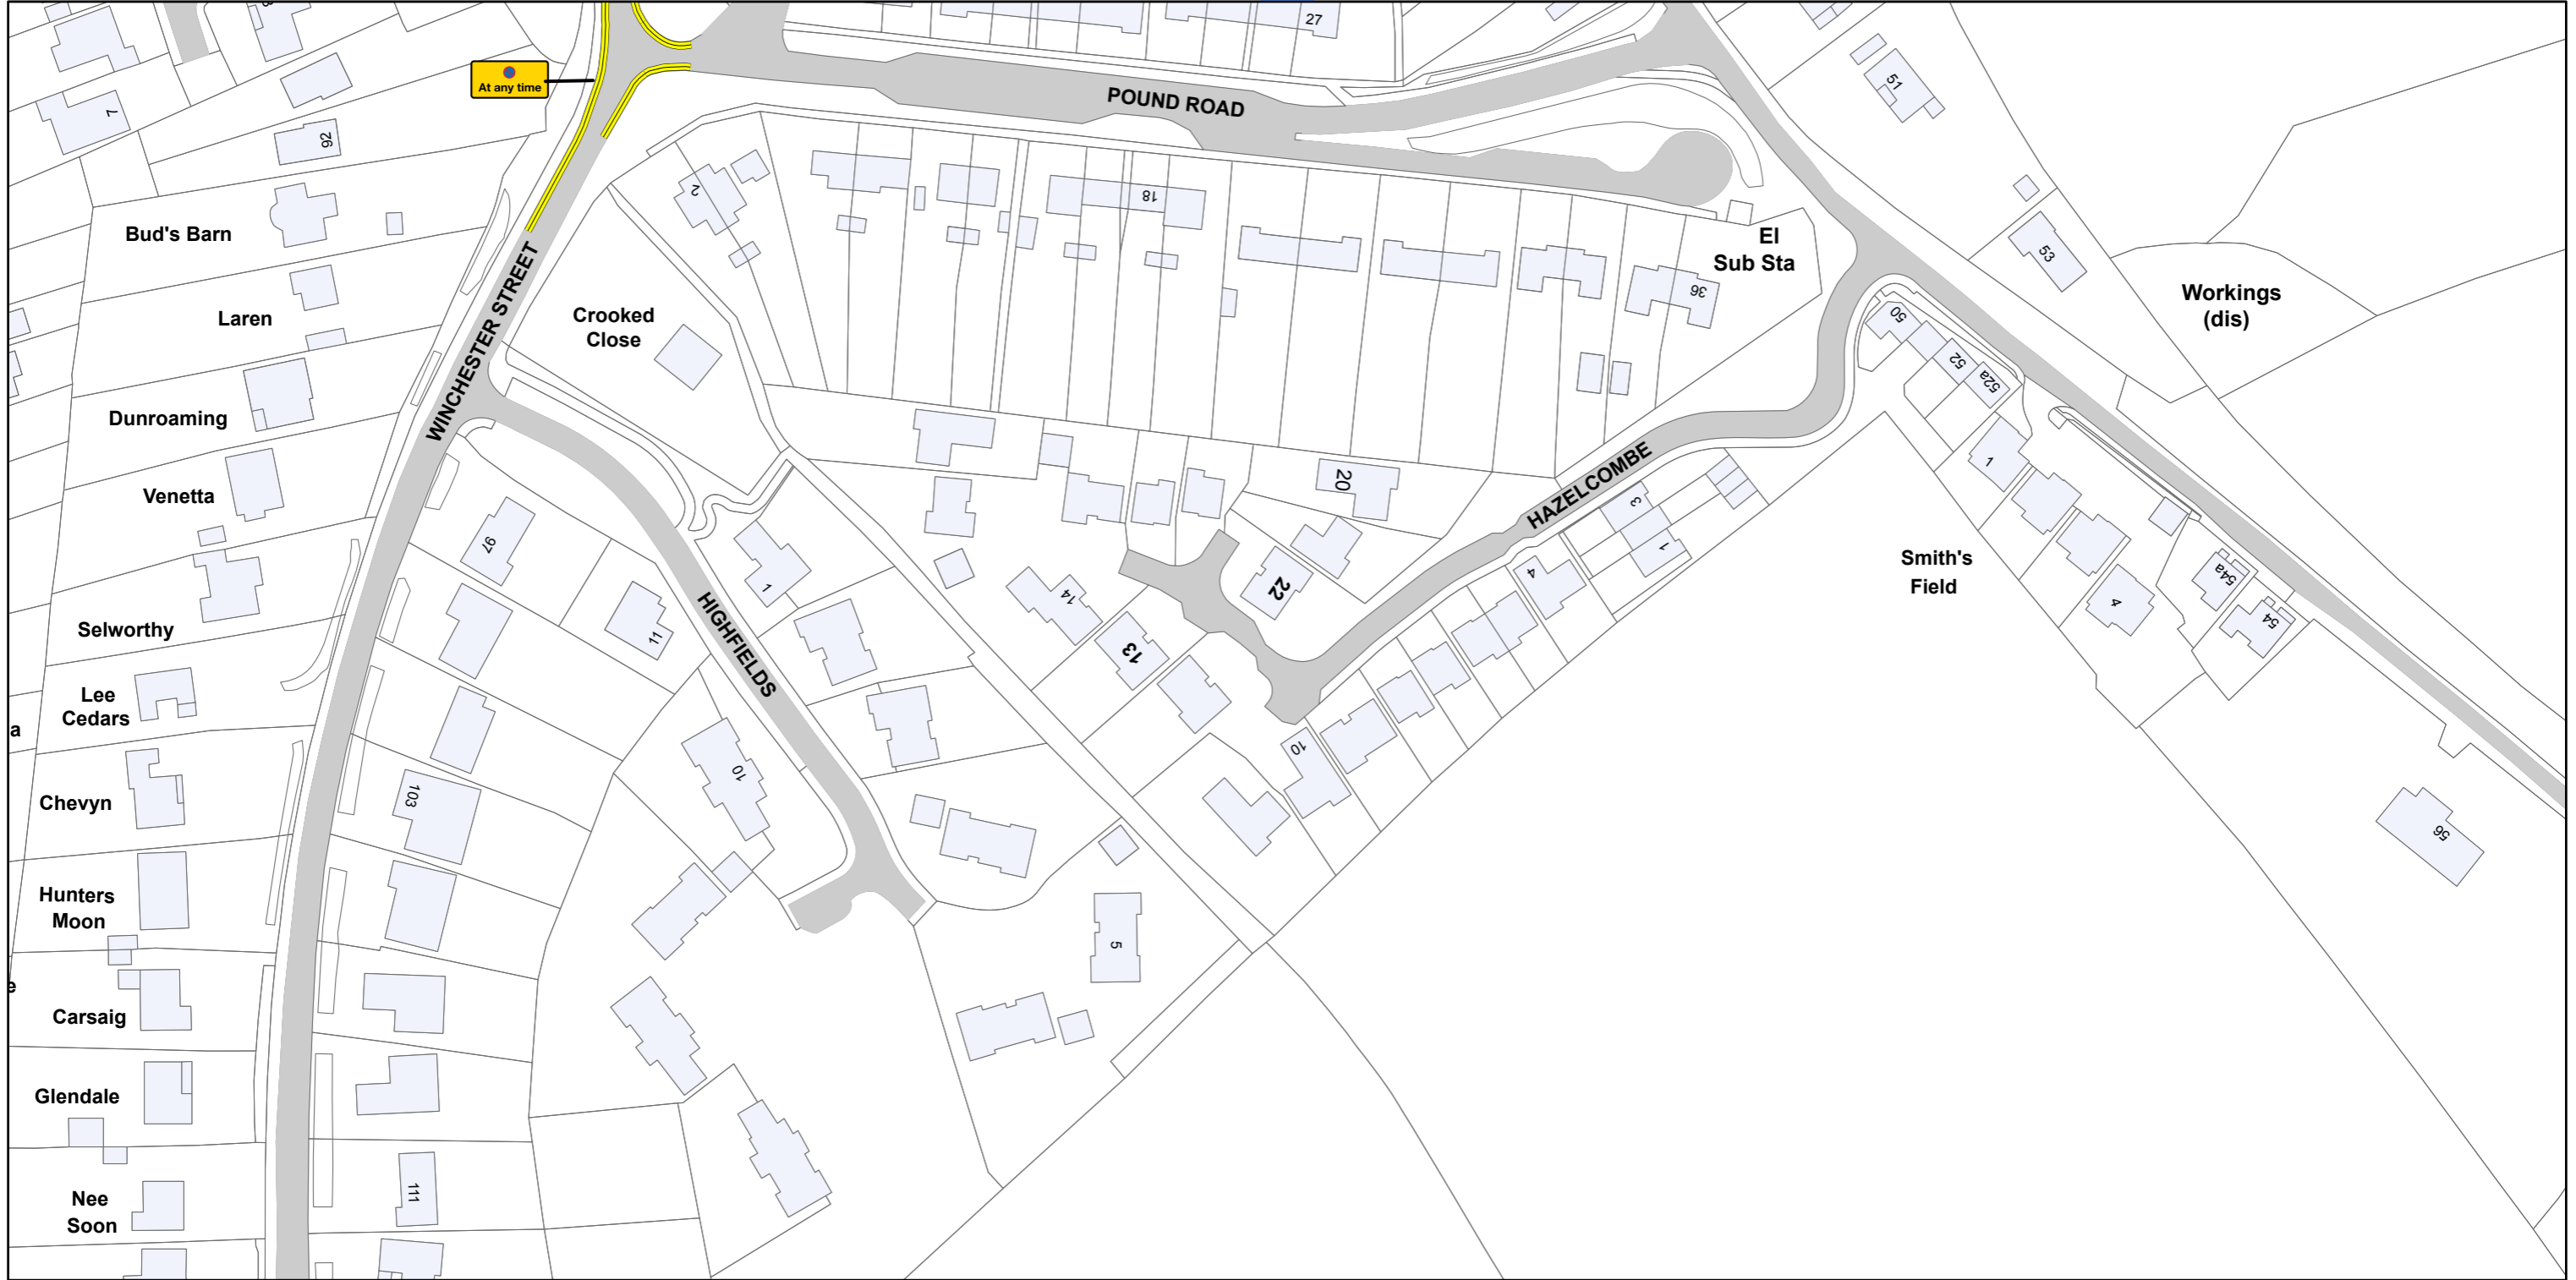 27
At any time
POUND ROAD
51
7
92
2
18
Bud's Barn
El
Sub Sta
53
36
Workings
(dis)
Laren
Crooked
Close
50
WINCHESTER STREET
52
52a
Dunroaming
Venetta
20
HAZELCOMBE
1
3
1
97
1
4
Smith's
Field
54a
22
14
11
4
54
Selworthy
HIGHFIELDS
13
Lee
Cedars
a
10
10
103
Chevyn
56
Hunters
Moon
5
e
Carsaig
Glendale
111
Nee
Soon